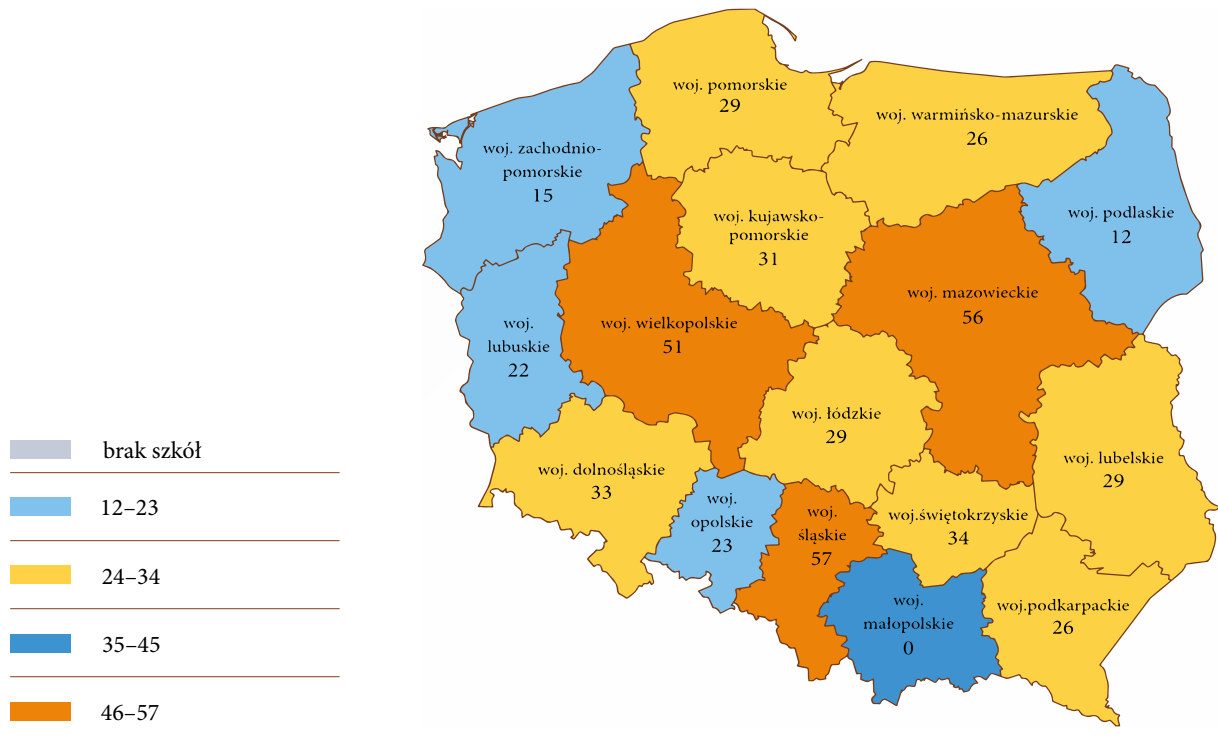 woj. pomorskie
29
woj. warmińsko-mazurskie
26
woj. zachodnio-
pomorskie
15
woj. podlaskie
12
woj. kujawsko-
pomorskie
31
woj. mazowieckie
56
woj. wielkopolskie
51
woj.
lubuskie
22
woj. łódzkie
29
woj. lubelskie
29
woj. dolnośląskie
33
woj.
opolskie
23
woj.
śląskie
57
woj.świętokrzyskie
34
woj.
małopolskie
0
woj.podkarpackie
26
brak szkół
12–23
24–34
35–45
46–57